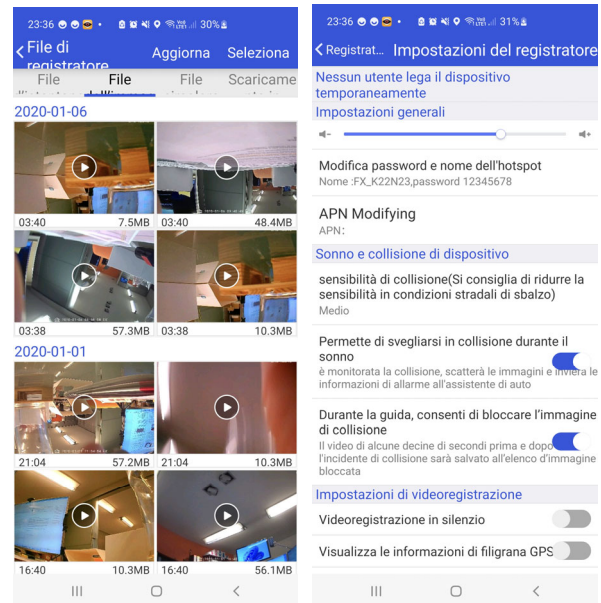 23:36
30%
File di
registratore
Aggiorna
Seleziona
File
File
File
Scaricame
2020-01-06
03:40 7.5MB
03:40 48.4MB
03:38 57.3MB
03:38 10.3MB
2020-01-01
21:04 57.2MB
21:04 10.3MB
16:40 10.3MB
16:40 56.1MB
23:36
31%
Registrat...
Impostazioni del registratore
Nessun utente lega il dispositivo
temporaneamente
Impostazioni generali
Modifica password e nome dell'hotspot
Nome :FX_K22N23,password 12345678
APN Modifying
APN:
Sonno e collisione di dispositivo
sensibilità di collisione(Si consiglia di ridurre la
sensibilità in condizioni stradali di sbalzo)
Medio
Permette di svegliarsi in collisione durante il
sonno
è monitorata la collisione, scatterà le immagini e invierà le
informazioni di allarme all'assistente di auto
Durante la guida, consenti di bloccare l'immagine
di collisione
Il video di alcune decine di secondi prima e dopo
l'incidente di collisione sarà salvato all'elenco d'immagine
bloccata
Impostazioni di videoregistrazione
Videoregistrazione in silenzio
Visualizza le informazioni di filigrana GPS